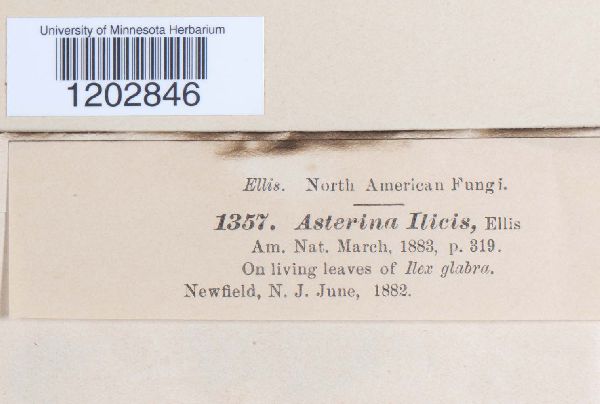 University of Minnesota Herbarium
1202846
Ellis. North American Fungi.
1357. Asterina Ilicis, Ellis
Am. Nat. March, 1883, p. 319.
On living leaves of Ilex glabra.
Newfield, N. J. June, 1882.